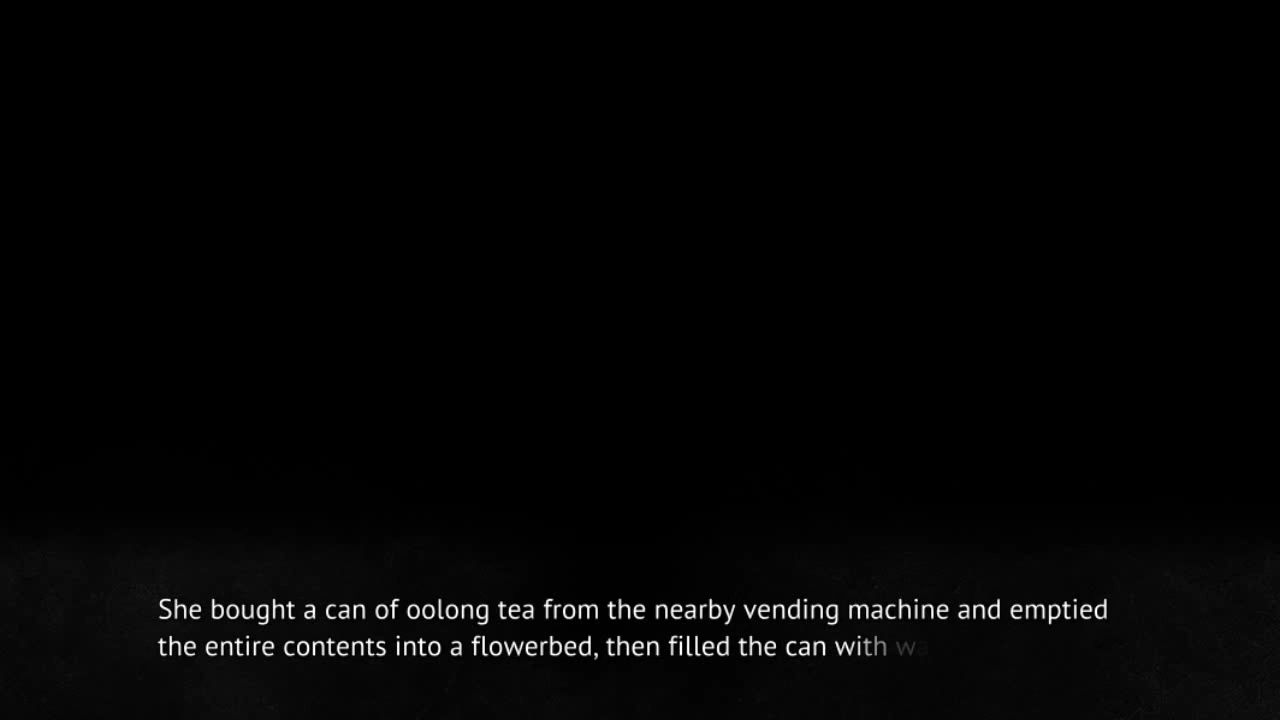 She bought a can of oolong tea from the nearby vending machine and emptied
the entire contents into a flowerbed, then filled the can with wa